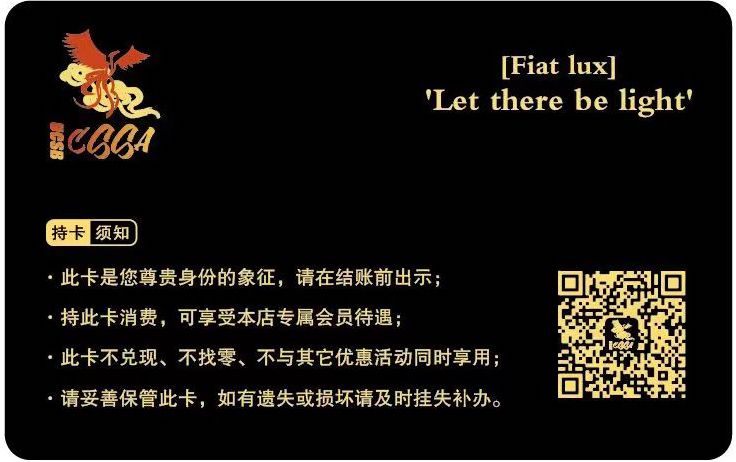 UCSB
CGGA
[Fiat lux]
'Let there be light'
持卡 须知
· 此卡是您尊贵身份的象征，请在结账前出示；
· 持此卡消费，可享受本店专属会员待遇；
· 此卡不兑现、不找零、不与其它优惠活动同时享用；
· 请妥善保管此卡，如有遗失或损坏请及时挂失补办。
CGGA